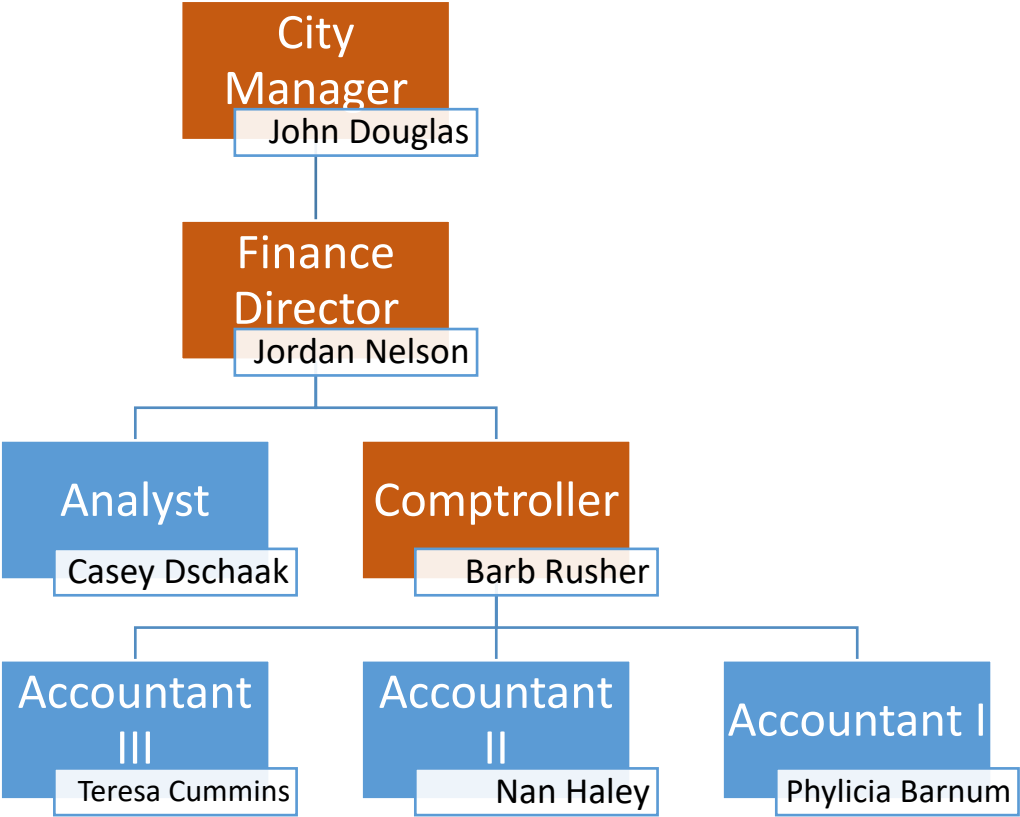 City
Manager
John Douglas
Finance
Director
Jordan Nelson
Analyst
Casey Dschaak
Comptroller
Barb Rusher
Accountant
III
Teresa Cummins
Accountant
II
Nan Haley
Accountant I
Phylicia Barnum